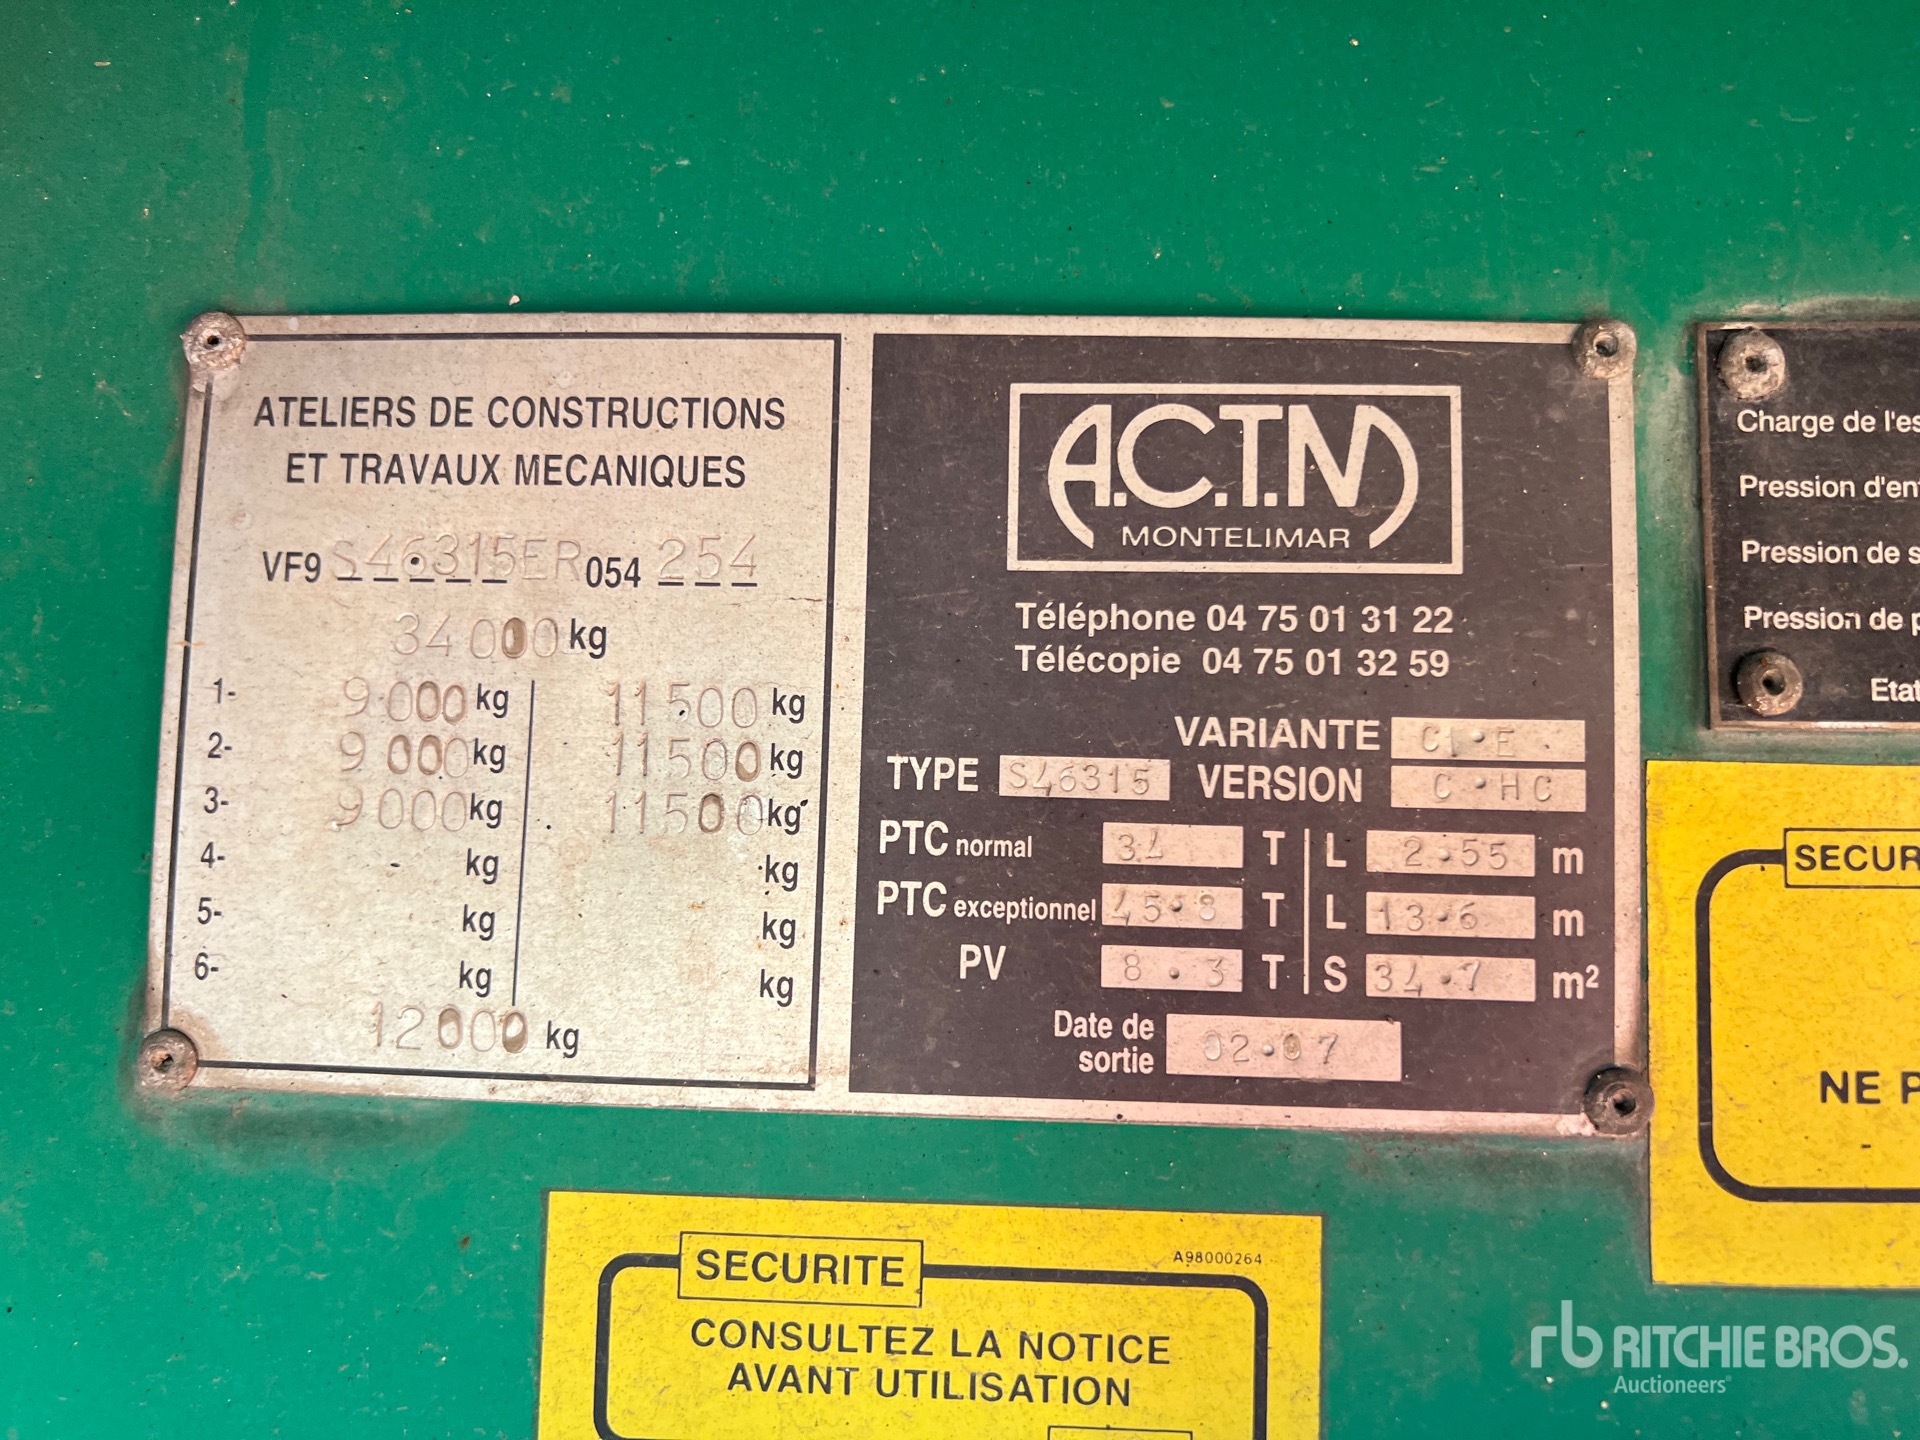 ATELIERS DE CONSTRUCTIONS
ET TRAVAUX MECANIQUES
VF9 S46315ER 054 254
34000 kg
1- 9000 kg 11500 kg
2- 9000 kg 11500 kg
3- 9000 kg 11500 kg
4- - kg kg
5- kg kg
6- kg kg
12000 kg
A.C.T.M
MONTELIMAR
Téléphone 04 75 01 31 22
Télécopie 04 75 01 32 59
VARIANTE CI.E
TYPE S46315 VERSION C.HC
PTC normal 34 T L 2.55 m
PTC exceptionnel 45.8 T L 13.6 m
PV 8.3 T S 34.7 m²
Date de
sortie 02.07
Charge de l'es
Pression d'en
Pression de s
Pression de p
Etat
SECUR
NE P
-
SECURITE
A98000264
CONSULTEZ LA NOTICE
AVANT UTILISATION
rb RITCHIE BROS.
Auctioneers